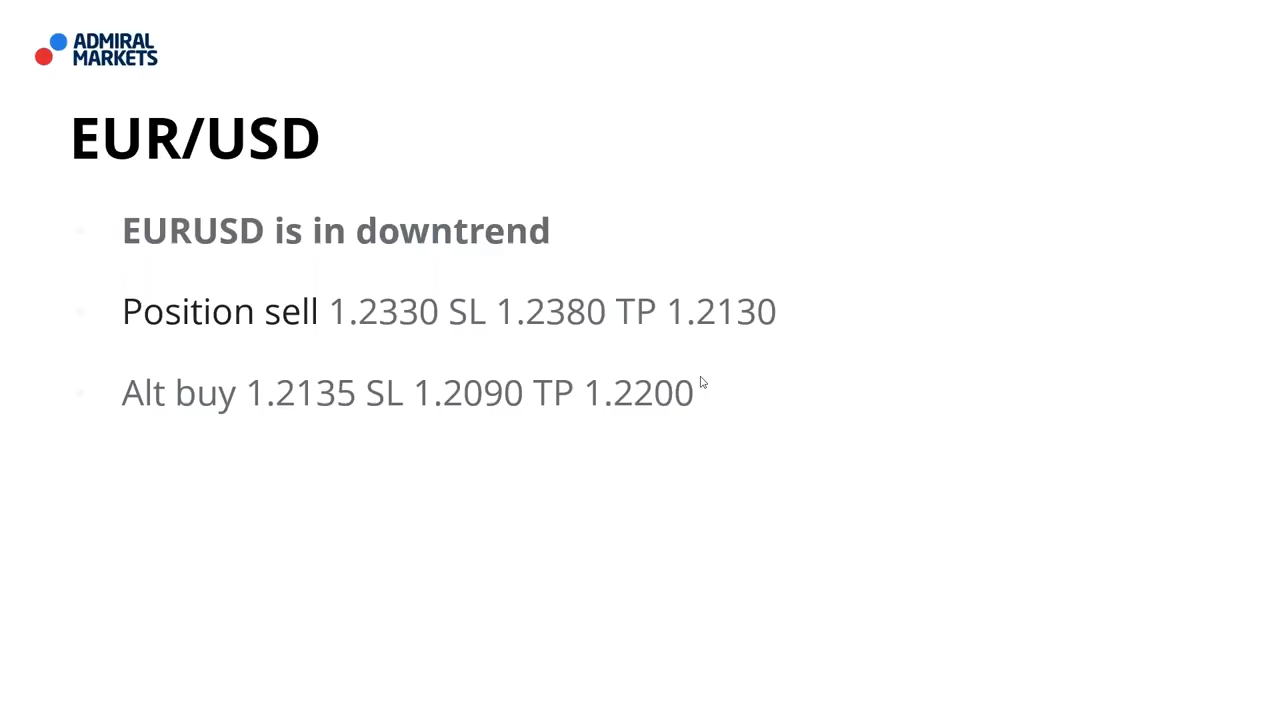 ADMIRAL
MARKETS
EUR/USD
EURUSD is in downtrend
Position sell 1.2330 SL 1.2380 TP 1.2130
Alt buy 1.2135 SL 1.2090 TP 1.2200